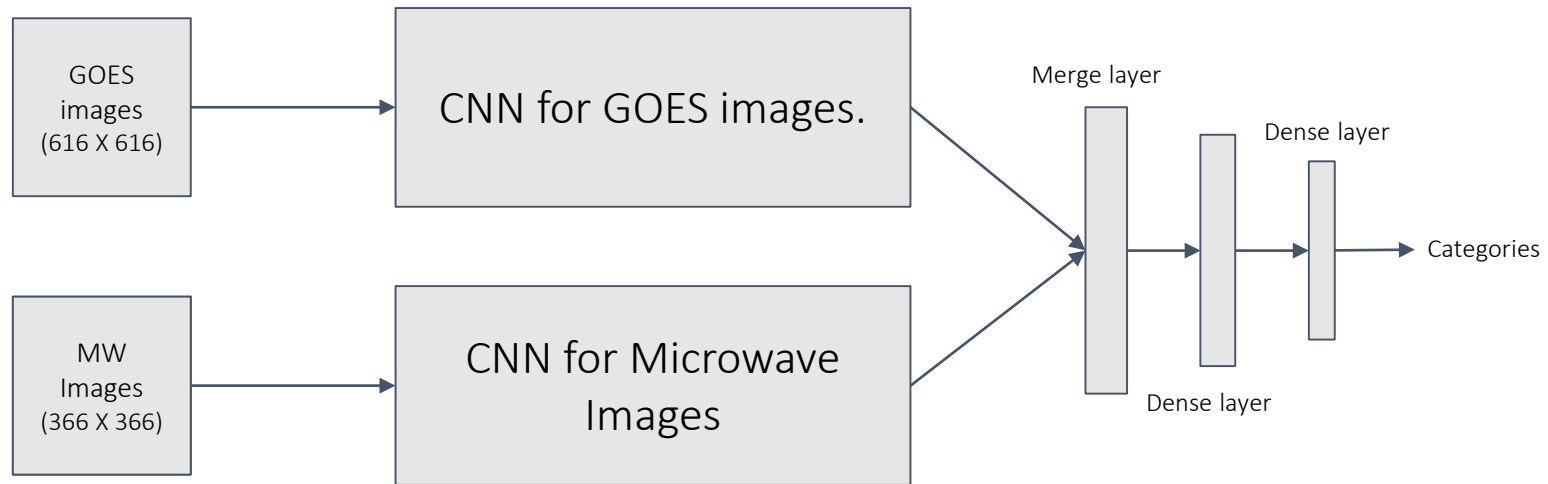 GOES
images
(616 X 616)
CNN for GOES images.
Merge layer
Dense layer
Categories
MW
Images
(366 X 366)
CNN for Microwave
Images
Dense layer